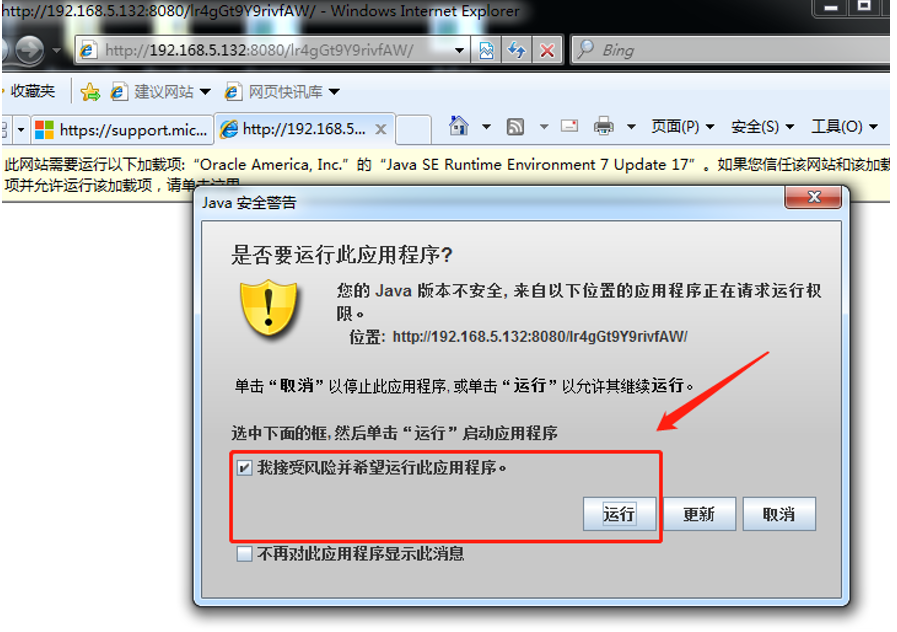 http://192.168.5.132:8080/lr4gGt9Y9rivfAW/ - Windows Internet Explorer
http://192.168.5.132:8080/lr4gGt9Y9rivfAW/
Bing
收藏夹
建议网站
网页快讯库
https://support.mic...
http://192.168.5...
页面(P)
安全(S)
工具(O)
此网站需要运行以下加载项: “Oracle America, Inc.” 的 “Java SE Runtime Environment 7 Update 17” 。如果您信任该网站和该加载
项并允许运行该加载项，请单击这里
Java 安全警告
是否要运行此应用程序?
您的 Java 版本不安全, 来自以下位置的应用程序正在请求运行权
限。
位置: http://192.168.5.132:8080/lr4gGt9Y9rivfAW/
单击“取消”以停止此应用程序, 或单击“运行”以允许其继续运行。
选中下面的框, 然后单击“运行”启动应用程序
我接受风险并希望运行此应用程序。
运行
更新
取消
不再对此应用程序显示此消息